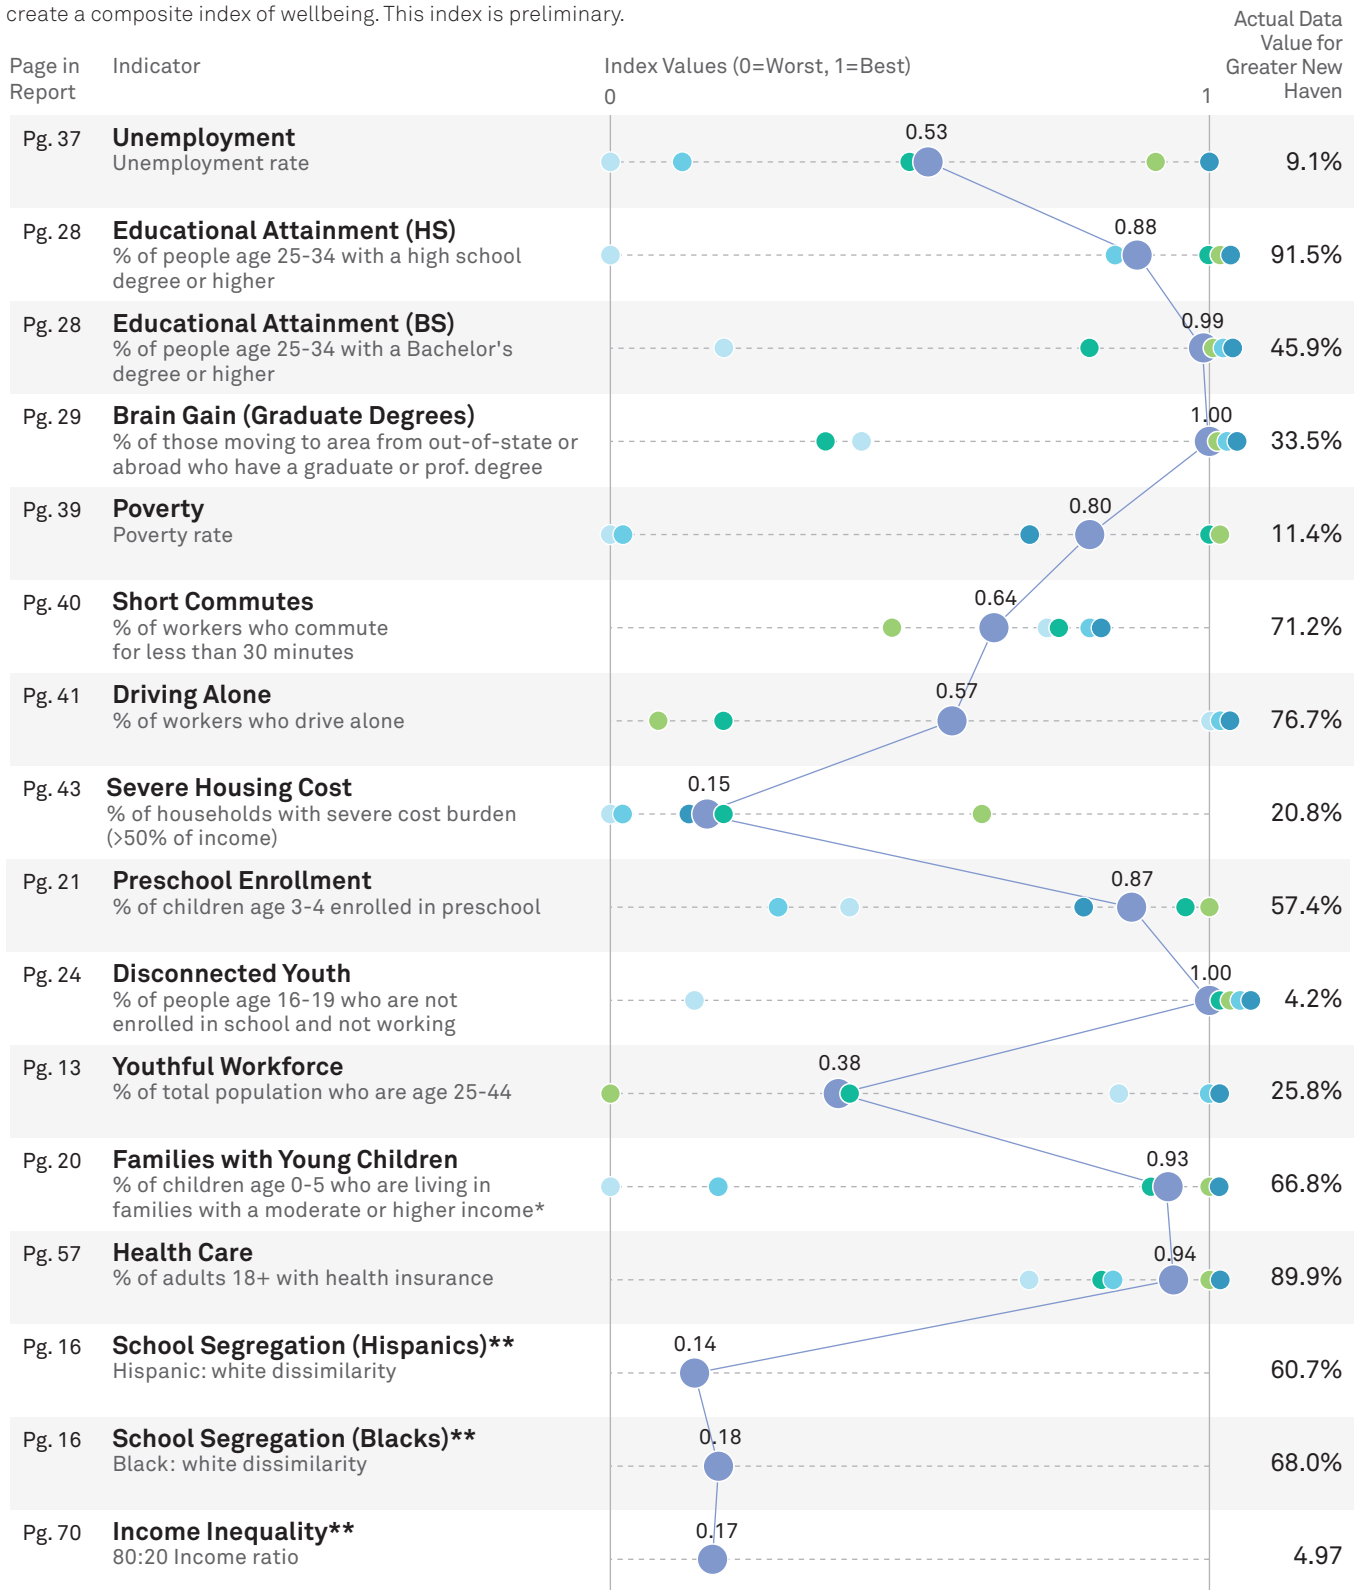 create a composite index of wellbeing. This index is preliminary.
Actual Data
Value for
Greater New
Haven
Page in
Report
Indicator
Index Values (0=Worst, 1=Best)
0
1
Pg. 37
Unemployment
Unemployment rate
0.53
9.1%
Pg. 28
Educational Attainment (HS)
% of people age 25-34 with a high school
degree or higher
0.88
91.5%
Pg. 28
Educational Attainment (BS)
% of people age 25-34 with a Bachelor's
degree or higher
0.99
45.9%
Pg. 29
Brain Gain (Graduate Degrees)
% of those moving to area from out-of-state or
abroad who have a graduate or prof. degree
1.00
33.5%
Pg. 39
Poverty
Poverty rate
0.80
11.4%
Pg. 40
Short Commutes
% of workers who commute
for less than 30 minutes
0.64
71.2%
Pg. 41
Driving Alone
% of workers who drive alone
0.57
76.7%
Pg. 43
Severe Housing Cost
% of households with severe cost burden
(>50% of income)
0.15
20.8%
Pg. 21
Preschool Enrollment
% of children age 3-4 enrolled in preschool
0.87
57.4%
Pg. 24
Disconnected Youth
% of people age 16-19 who are not
enrolled in school and not working
1.00
4.2%
Pg. 13
Youthful Workforce
% of total population who are age 25-44
0.38
25.8%
Pg. 20
Families with Young Children
% of children age 0-5 who are living in
families with a moderate or higher income*
0.93
66.8%
Pg. 57
Health Care
% of adults 18+ with health insurance
0.94
89.9%
Pg. 16
School Segregation (Hispanics)**
Hispanic: white dissimilarity
0.14
60.7%
Pg. 16
School Segregation (Blacks)**
Black: white dissimilarity
0.18
68.0%
Pg. 70
Income Inequality**
80:20 Income ratio
0.17
4.97